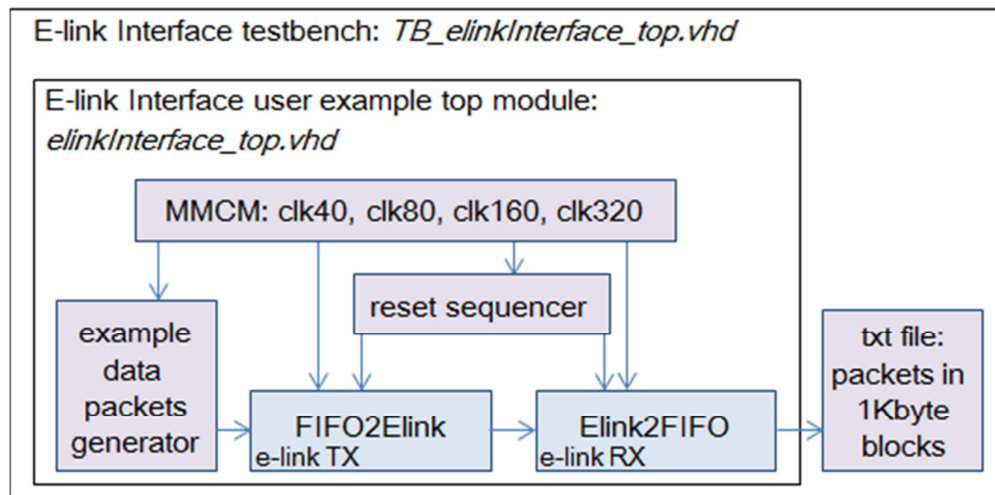 E-link Interface testbench: TB_elinkInterface_top.vhd
E-link Interface user example top module:
elinkInterface_top.vhd
MMCM: clk40, clk80, clk160, clk320
reset sequencer
example
data
packets
generator
FIFO2Elink
e-link TX
Elink2FIFO
e-link RX
txt file:
packets in
1Kbyte
blocks